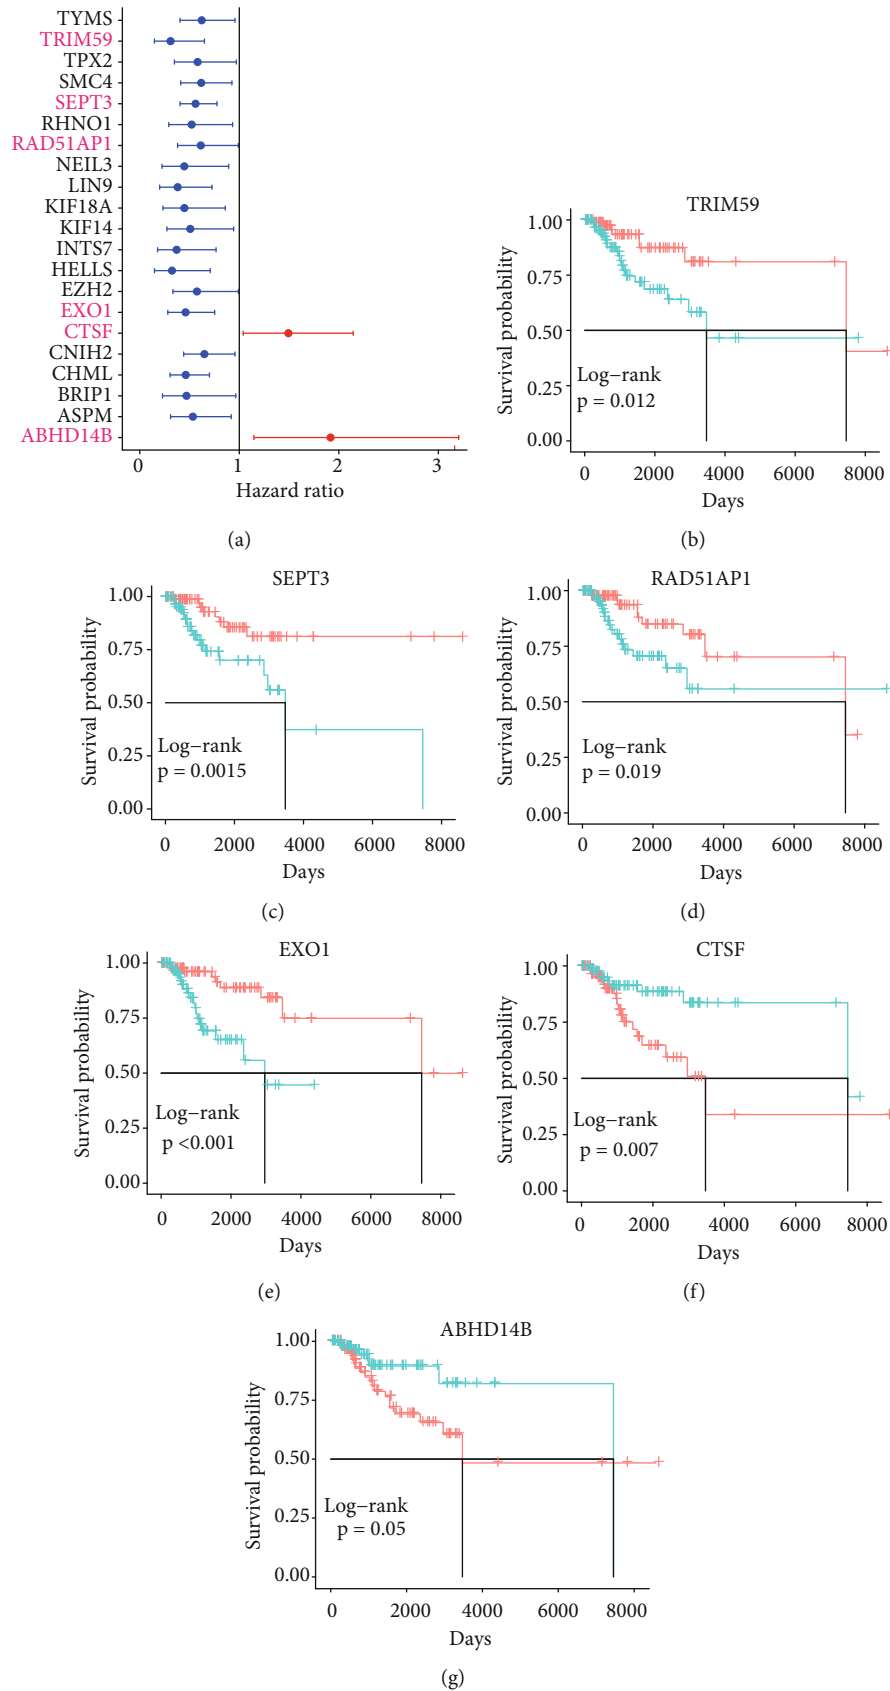 TYMS
TRIM59
TPX2
SMC4
SEPT3
RHNO1
RAD51AP1
NEIL3
LIN9
KIF18A
KIF14
INTS7
HELLS
EZH2
EXO1
CTSF
CNIH2
CHML
BRIP1
ASPM
ABHD14B
0 1 2 3
Hazard ratio
(a)
TRIM59
Survival probability
1.00
0.75
0.50
0.25
0.00
Log−rank
p = 0.012
0 2000 4000 6000 8000
Days
(b)
SEPT3
Survival probability
1.00
0.75
0.50
0.25
0.00
Log−rank
p = 0.0015
0 2000 4000 6000 8000
Days
(c)
RAD51AP1
Survival probability
1.00
0.75
0.50
0.25
0.00
Log−rank
p = 0.019
0 2000 4000 6000 8000
Days
(d)
EXO1
Survival probability
1.00
0.75
0.50
0.25
0.00
Log−rank
p <0.001
0 2000 4000 6000 8000
Days
(e)
CTSF
Survival probability
1.00
0.75
0.50
0.25
0.00
Log−rank
p = 0.007
0 2000 4000 6000 8000
Days
(f)
ABHD14B
Survival probability
1.00
0.75
0.50
0.25
0.00
Log−rank
p = 0.05
0 2000 4000 6000 8000
Days
(g)